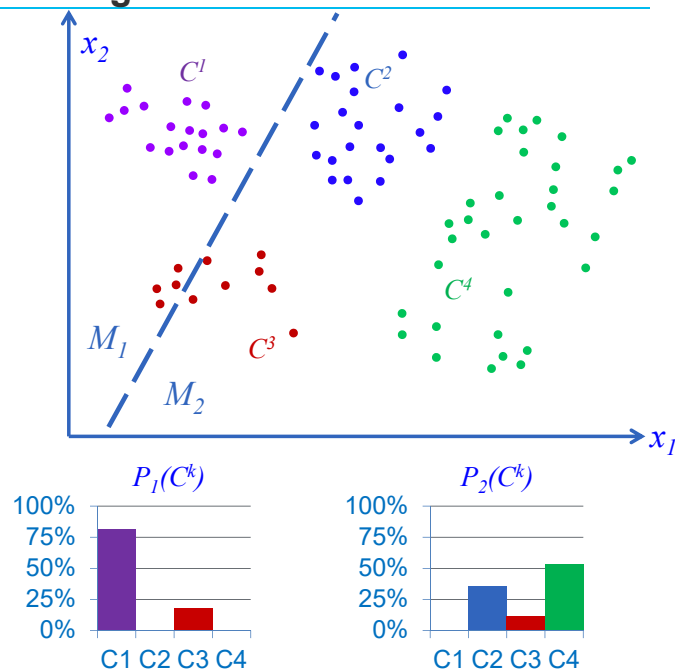 x2
C1
C2
C4
M1
C3
M2
x1
P1(Ck)
P2(Ck)
100%
75%
50%
25%
0%
C1 C2 C3 C4
100%
75%
50%
25%
0%
C1 C2 C3 C4